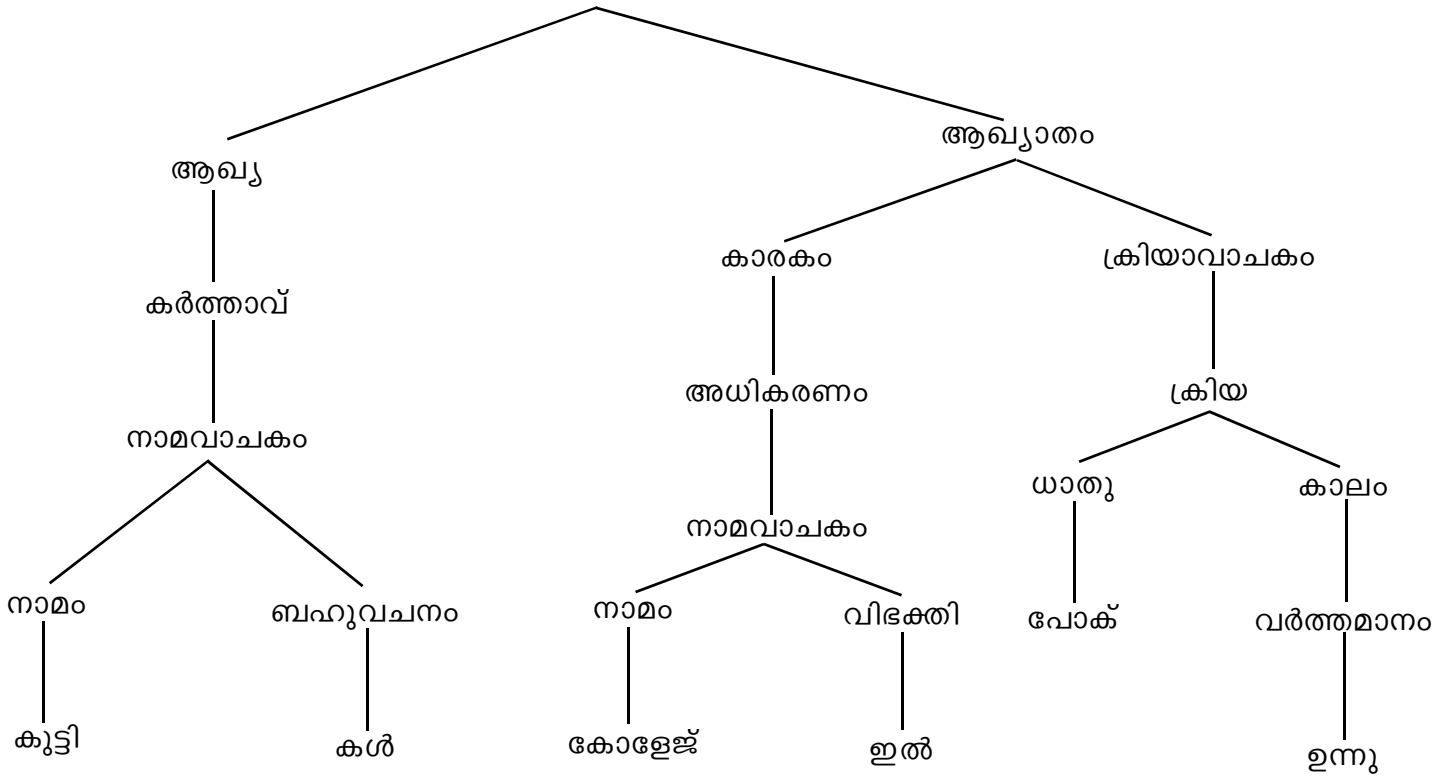 ആഖ്യാതം
ആഖ്യ
കാരകം ക്രിയാവാചകം
കർത്താവ്
അധികരണം ക്രിയ
നാമവാചകം
ധാതു കാലം
നാമവാചകം
നാമം ബഹുവചനം നാമം വിഭക്തി പോക് വർത്തമാനം
കുട്ടി കൾ കോളേജ് ഇൽ ഉന്നു